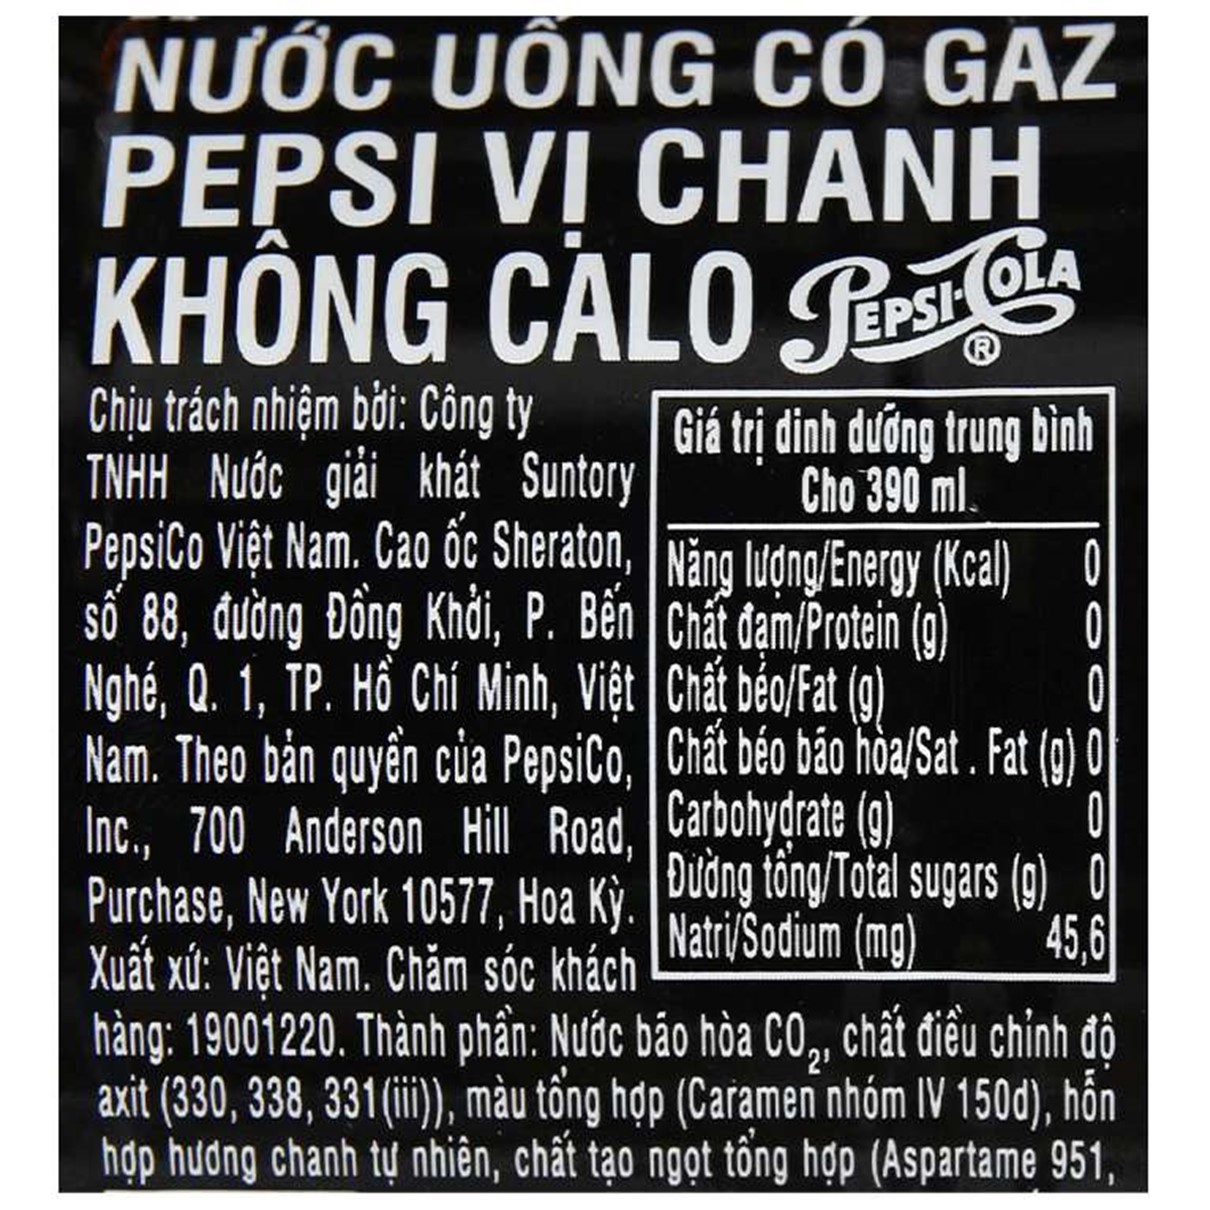 NƯỚC UỐNG CÓ GAZ
PEPSI VỊ CHANH
KHÔNG CALO
PEPSI-COLA
®
Chịu trách nhiệm bởi: Công ty
TNHH Nước giải khát Suntory
PepsiCo Việt Nam. Cao ốc Sheraton,
số 88, đường Đồng Khởi, P. Bến
Nghé, Q. 1, TP. Hồ Chí Minh, Việt
Nam. Theo bản quyền của PepsiCo,
Inc., 700 Anderson Hill Road,
Purchase, New York 10577, Hoa Kỳ.
Xuất xứ: Việt Nam. Chăm sóc khách
hàng: 19001220. Thành phần: Nước bão hòa CO₂, chất điều chỉnh độ
axit (330, 338, 331(iii)), màu tổng hợp (Caramen nhóm IV 150d), hỗn
hợp hương chanh tự nhiên, chất tạo ngọt tổng hợp (Aspartame 951,
Giá trị dinh dưỡng trung bình
Cho 390 ml
Năng lượng/Energy (Kcal) 0
Chất đạm/Protein (g) 0
Chất béo/Fat (g) 0
Chất béo bão hòa/Sat . Fat (g) 0
Carbohydrate (g) 0
Đường tổng/Total sugars (g) 0
Natri/Sodium (mg) 45,6